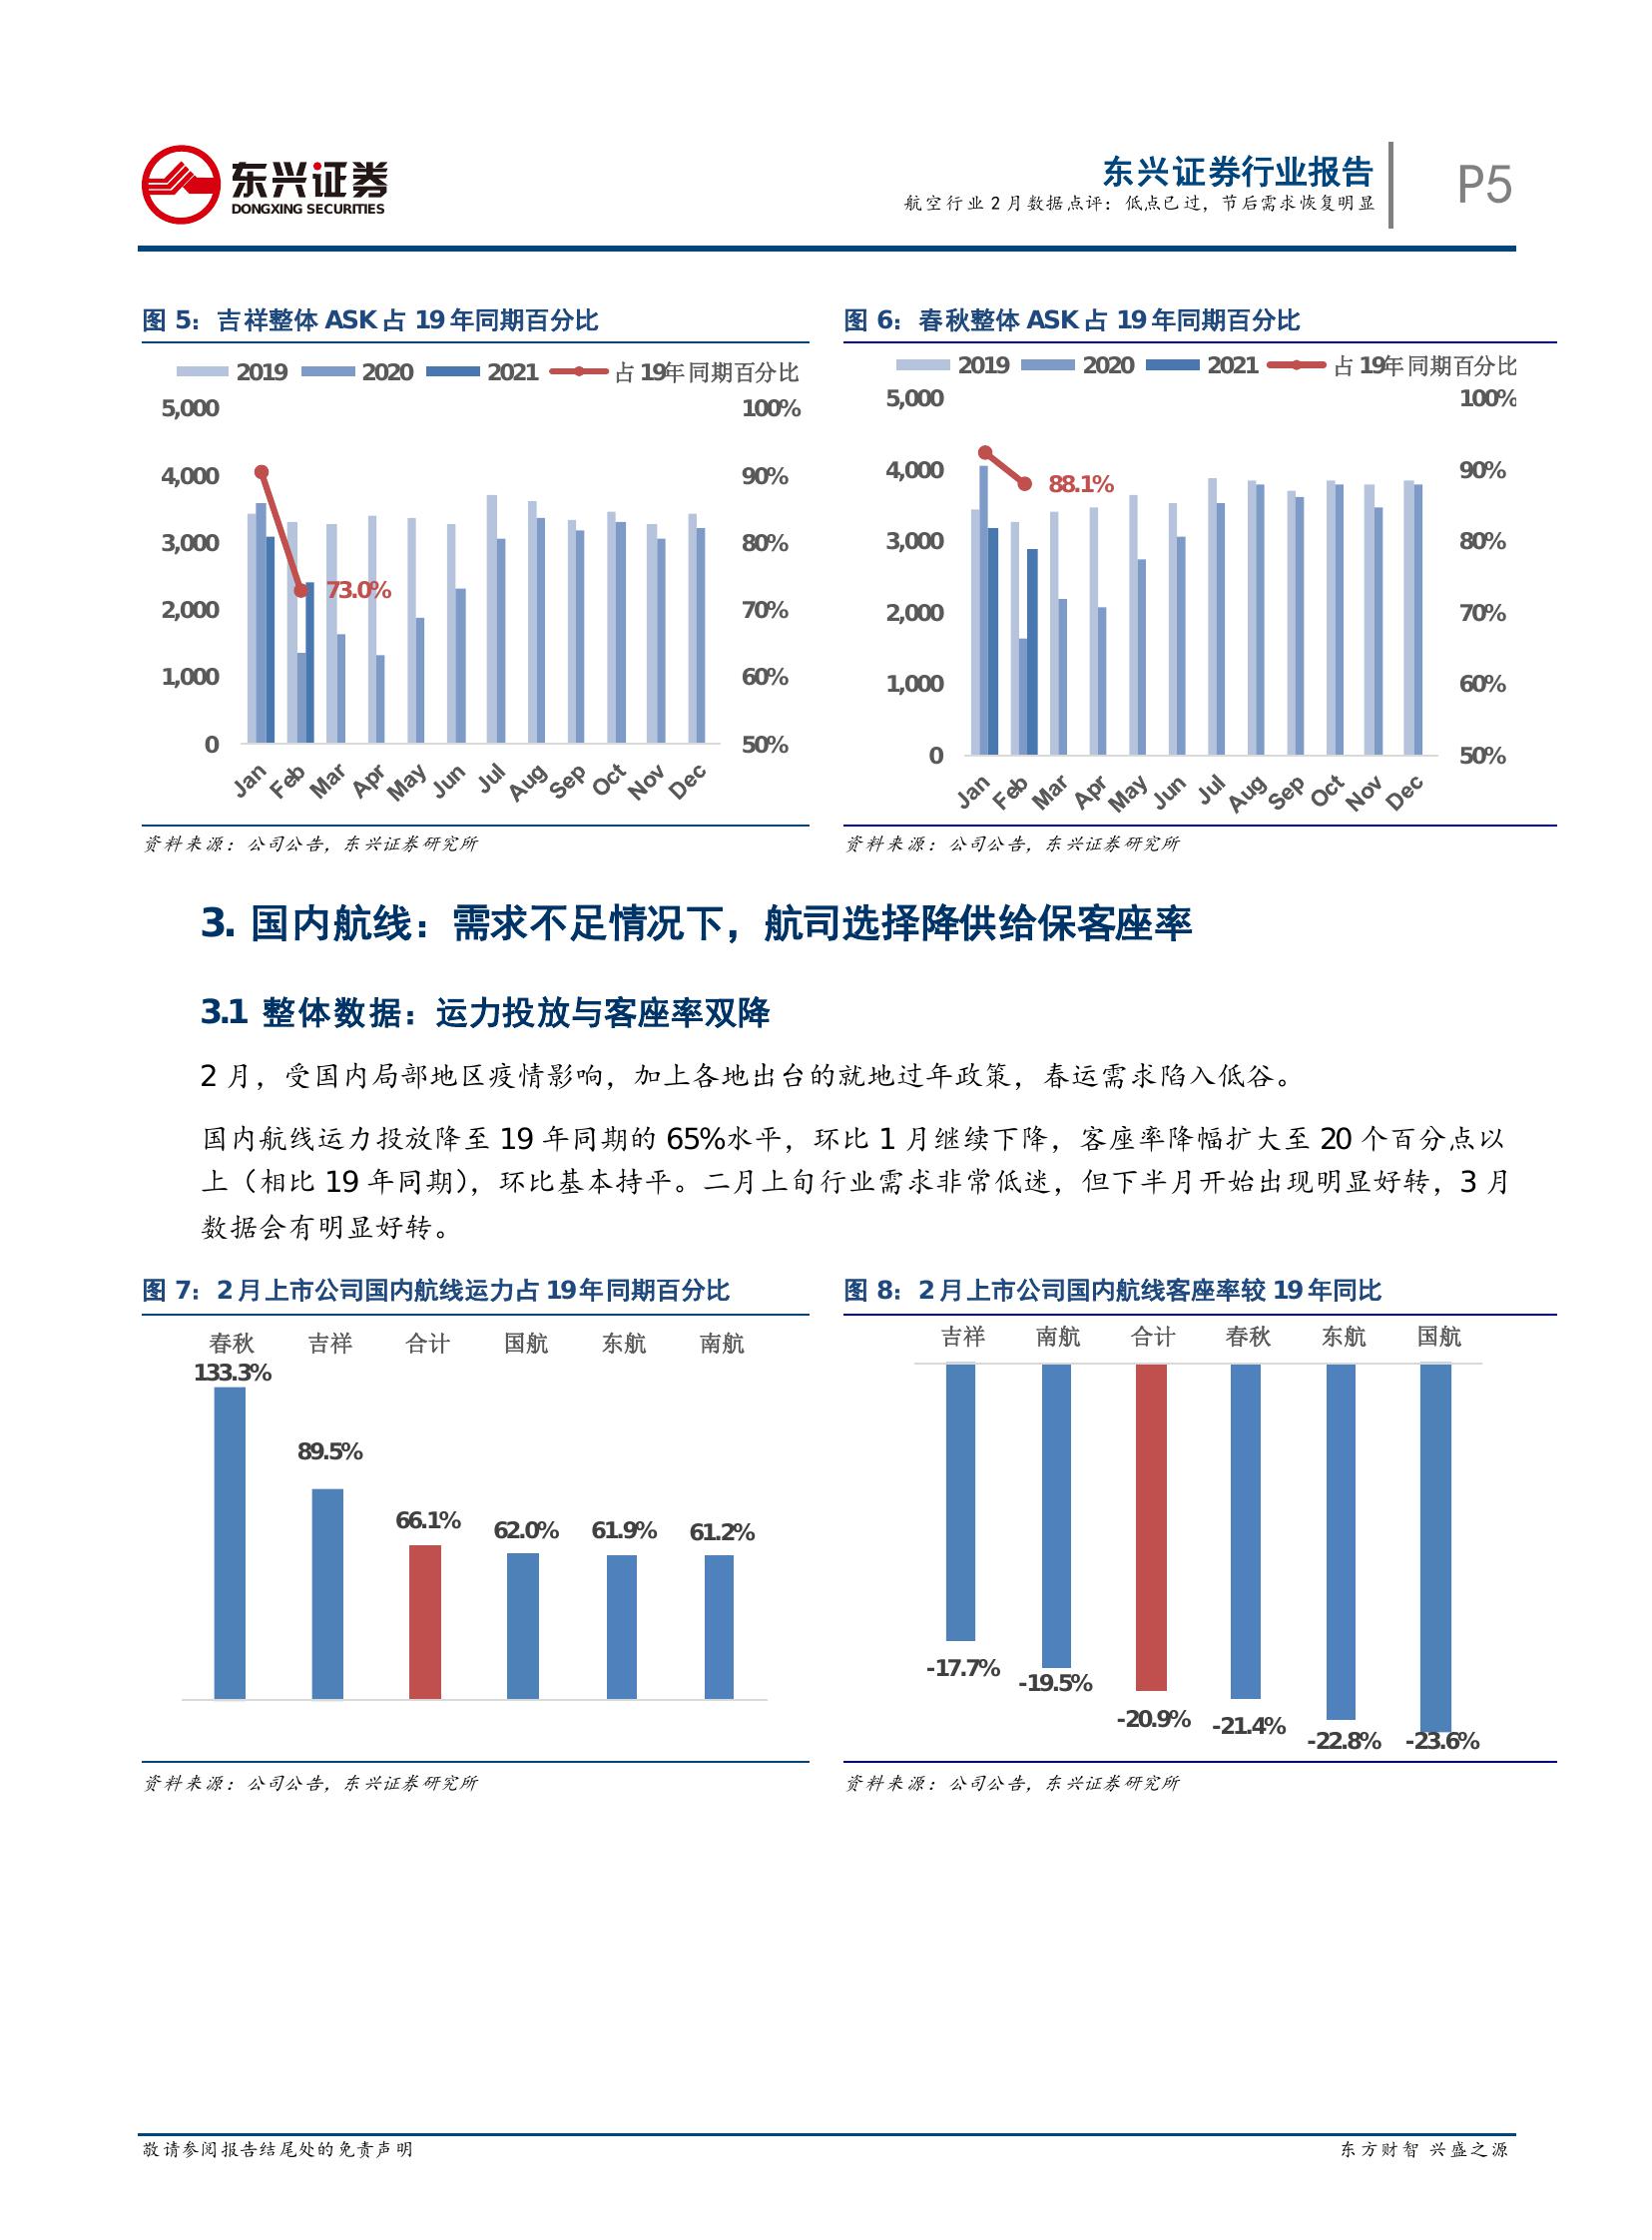 东兴证券
DONGXING SECURITIES
东兴证券行业报告
航空行业 2 月数据点评：低点已过，节后需求恢复明显
P5
图 5：吉祥整体 ASK 占 19 年同期百分比
2019 2020 2021 占 19年同期百分比
5,000 100%
4,000 90%
3,000 80%
73.0%
2,000 70%
1,000 60%
0 50%
Jan Feb Mar Apr May Jun Jul Aug Sep Oct Nov Dec
资料来源：公司公告，东兴证券研究所
图 6：春秋整体 ASK 占 19 年同期百分比
2019 2020 2021 占 19年同期百分比
5,000 100%
4,000 90%
88.1%
3,000 80%
2,000 70%
1,000 60%
0 50%
Jan Feb Mar Apr May Jun Jul Aug Sep Oct Nov Dec
资料来源：公司公告，东兴证券研究所
3. 国内航线：需求不足情况下，航司选择降供给保客座率
3.1 整体数据：运力投放与客座率双降
2 月，受国内局部地区疫情影响，加上各地出台的就地过年政策，春运需求陷入低谷。
国内航线运力投放降至 19 年同期的 65%水平，环比 1 月继续下降，客座率降幅扩大至 20 个百分点以
上（相比 19 年同期），环比基本持平。二月上旬行业需求非常低迷，但下半月开始出现明显好转，3 月
数据会有明显好转。
图 7：2 月上市公司国内航线运力占 19 年同期百分比
春秋 吉祥 合计 国航 东航 南航
133.3% 89.5% 66.1% 62.0% 61.9% 61.2%
资料来源：公司公告，东兴证券研究所
图 8：2 月上市公司国内航线客座率较 19 年同比
吉祥 南航 合计 春秋 东航 国航
-17.7% -19.5% -20.9% -21.4% -22.8% -23.6%
资料来源：公司公告，东兴证券研究所
敬请参阅报告结尾处的免责声明
东方财智 兴盛之源